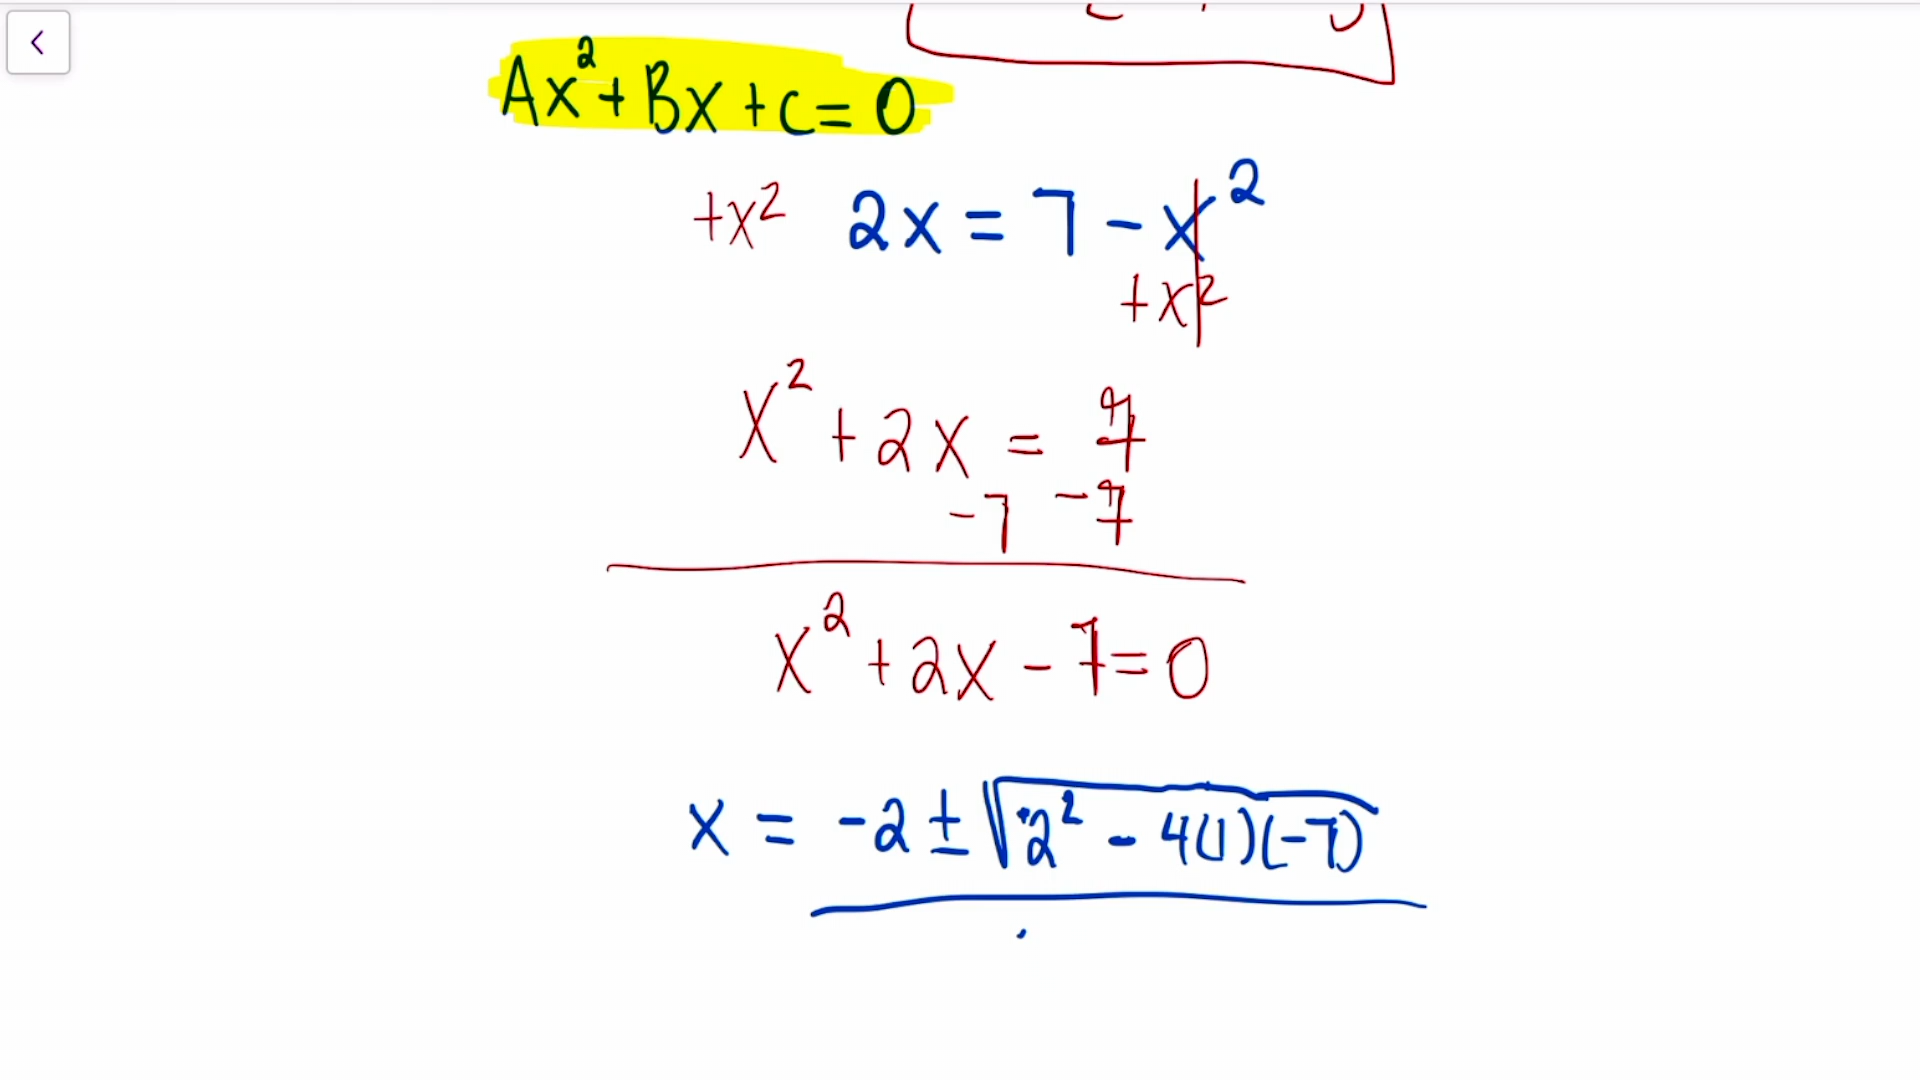 Ax² + Bx + c = 0
+x² 2x = 7 - x²
+x²
x² + 2x = 7
-7 -7
x² + 2x - 7 = 0
x = -2 ± √2² - 4(1)(-7)